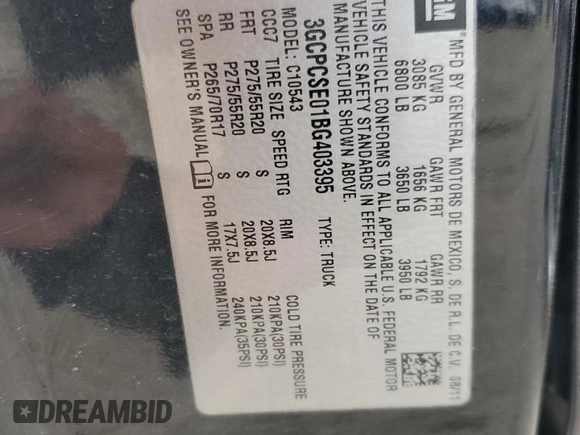 GM
MFD BY GENERAL MOTORS DE MEXICO, S. DE R.L. DE C.V. 08/11
GVWR GAWR FRT GAWR RR
3085 KG 1656 KG 1792 KG
6800 LB 3650 LB 3950 LB
THIS VEHICLE CONFORMS TO ALL APPLICABLE U.S. FEDERAL MOTOR
VEHICLE SAFETY STANDARDS IN EFFECT ON THE DATE OF
MANUFACTURE SHOWN ABOVE.
3GCPCSE01BG403395 TYPE: TRUCK
MODEL: C10543
CCC7 TIRE SIZE SPEED RTG RIM COLD TIRE PRESSURE
FRT P275/55R20 S 20X8.5J 210KPA(30PSI)
RR P275/55R20 S 20X8.5J 210KPA(30PSI)
SPA P265/70R17 S 17X7.5J 240KPA(35PSI)
SEE OWNER'S MANUAL FOR MORE INFORMATION.
DREAMBID